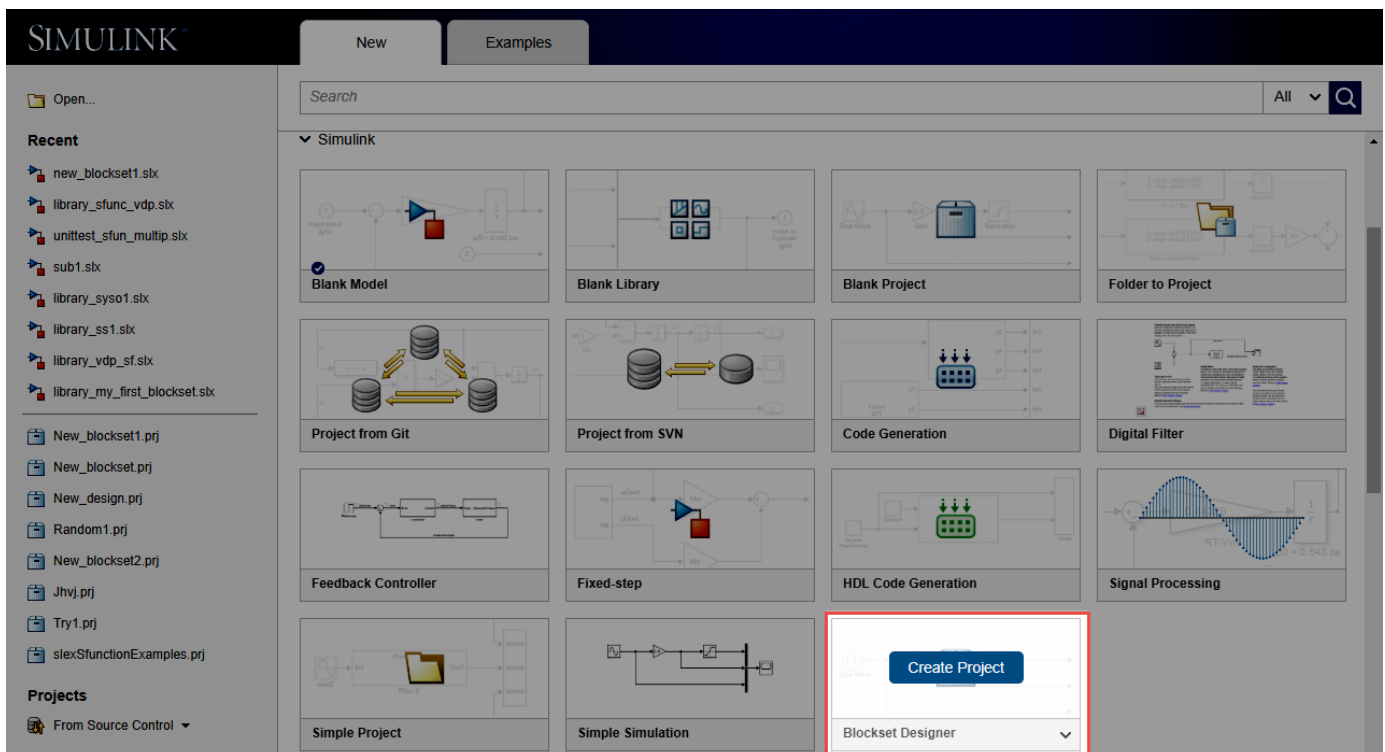 SIMULINK
New
Examples
Open...
Search
All
Recent
new_blockset1.slx
library_sfunc_vdp.slx
unittest_sfun_multip.slx
sub1.slx
library_syso1.slx
library_ss1.slx
library_vdp_sf.slx
library_my_first_blockset.slx
New_blockset1.prj
New_blockset.prj
New_design.prj
Random1.prj
New_blockset2.prj
Jhvj.prj
Try1.prj
slexSfunctionExamples.prj
Projects
From Source Control
Simulink
Blank Model
Blank Library
Blank Project
Folder to Project
Project from Git
Project from SVN
Code Generation
Digital Filter
Feedback Controller
Fixed-step
HDL Code Generation
Signal Processing
Simple Project
Simple Simulation
Create Project
Blockset Designer